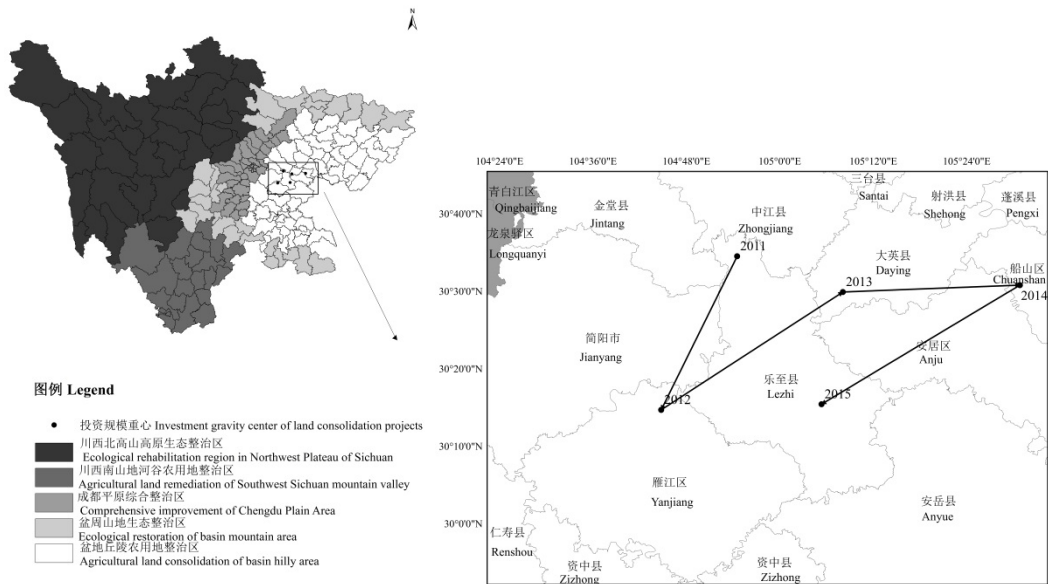 N
图例 Legend
投资规模重心 Investment gravity center of land consolidation projects
川西北高山高原生态整治区
Ecological rehabilitation region in Northwest Plateau of Sichuan
川西南山地河谷农用地整治区
Agricultural land remediation of Southwest Sichuan mountain valley
成都平原综合整治区
Comprehensive improvement of Chengdu Plain Area
盆周山地生态整治区
Ecological restoration of basin mountain area
盆地丘陵农用地整治区
Agricultural land consolidation of basin hilly area
104°24'0"E 104°36'0"E 104°48'0"E 105°0'0"E 105°12'0"E 105°24'0"E
30°40'0"N
30°30'0"N
30°20'0"N
30°10'0"N
30°0'0"N
青白江区
Qingbaijiang
龙泉驿区
Longquanyi
金堂县
Jintang
中江县
Zhongjiang
2011
三台县
Santai
射洪县
Shehong
蓬溪县
Pengxi
大英县
Daying
船山区
Chuanshan
2013
2014
简阳市
Jianyang
安居区
Anju
乐至县
Lezhi
2012
2015
雁江区
Yanjiang
安岳县
Anyue
仁寿县
Renshou
资中县
Zizhong
资中县
Zizhong